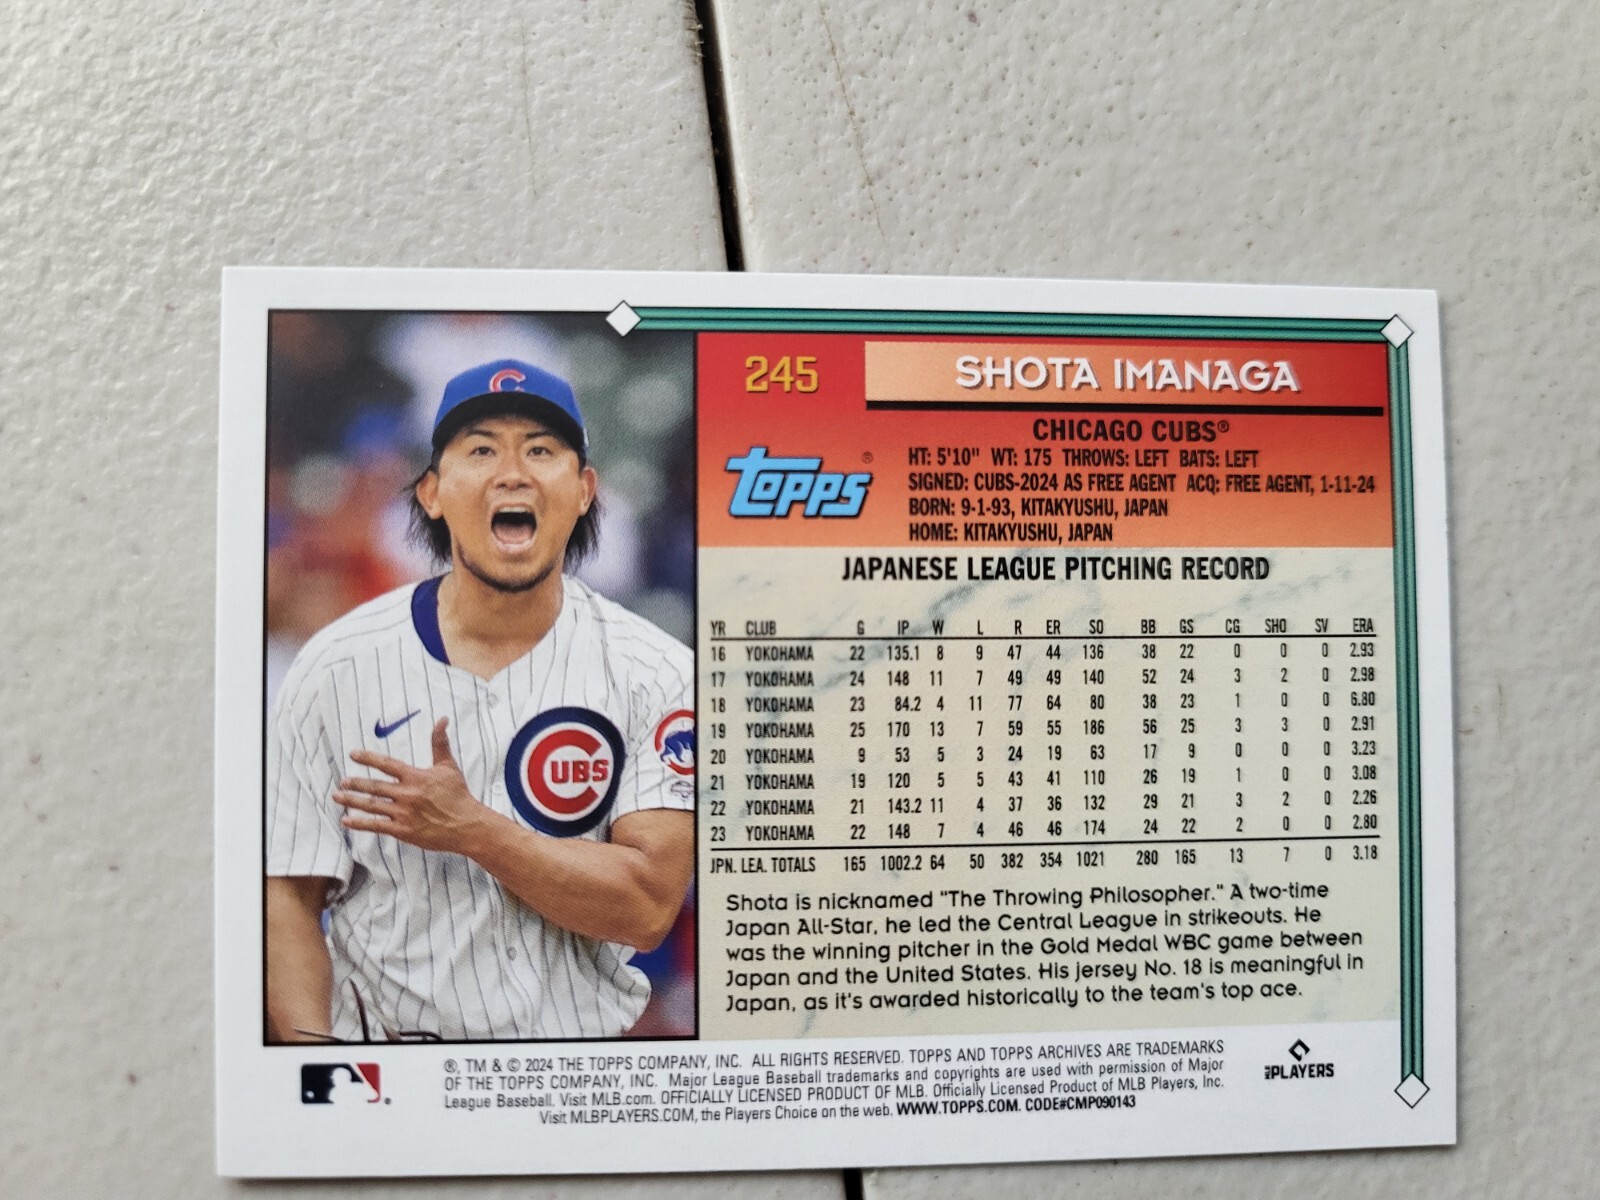 245
SHOTA IMANAGA
CHICAGO CUBS®
topps®
HT: 5'10" WT: 175 THROWS: LEFT BATS: LEFT
SIGNED: CUBS-2024 AS FREE AGENT ACQ: FREE AGENT, 1-11-24
BORN: 9-1-93, KITAKYUSHU, JAPAN
HOME: KITAKYUSHU, JAPAN
JAPANESE LEAGUE PITCHING RECORD
YR CLUB G IP W L R ER SO BB GS CG SHO SV ERA
16 YOKOHAMA 22 135.1 8 9 47 44 136 38 22 0 0 0 2.93
17 YOKOHAMA 24 148 11 7 49 49 140 52 24 3 2 0 2.98
18 YOKOHAMA 23 84.2 4 11 77 64 80 38 23 1 0 0 6.80
19 YOKOHAMA 25 170 13 7 59 55 186 56 25 3 3 0 2.91
20 YOKOHAMA 9 53 5 3 24 19 63 17 9 0 0 0 3.23
21 YOKOHAMA 19 120 5 5 43 41 110 26 19 1 0 0 3.08
22 YOKOHAMA 21 143.2 11 4 37 36 132 29 21 3 2 0 2.26
23 YOKOHAMA 22 148 7 4 46 46 174 24 22 2 0 0 2.80
JPN. LEA. TOTALS 165 1002.2 64 50 382 354 1021 280 165 13 7 0 3.18
Shota is nicknamed "The Throwing Philosopher." A two-time
Japan All-Star, he led the Central League in strikeouts. He
was the winning pitcher in the Gold Medal WBC game between
Japan and the United States. His jersey No. 18 is meaningful in
Japan, as it's awarded historically to the team's top ace.
C
CUBS
®, TM & © 2024 THE TOPPS COMPANY, INC. ALL RIGHTS RESERVED. TOPPS AND TOPPS ARCHIVES ARE TRADEMARKS
OF THE TOPPS COMPANY, INC. Major League Baseball trademarks and copyrights are used with permission of Major
League Baseball. Visit MLB.com. OFFICIALLY LICENSED PRODUCT OF MLB. Officially Licensed Product of MLB Players, Inc.
Visit MLBPLAYERS.COM, the Players Choice on the web. WWW.TOPPS.COM. CODE#CMP090143
MLB PLAYERS